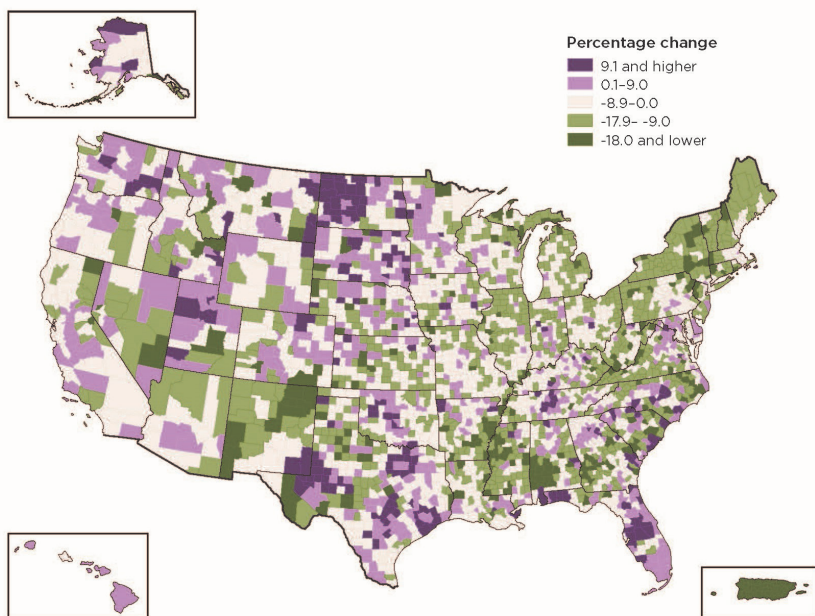 Percentage change
9.1 and higher
0.1–9.0
-8.9–0.0
-17.9– -9.0
-18.0 and lower